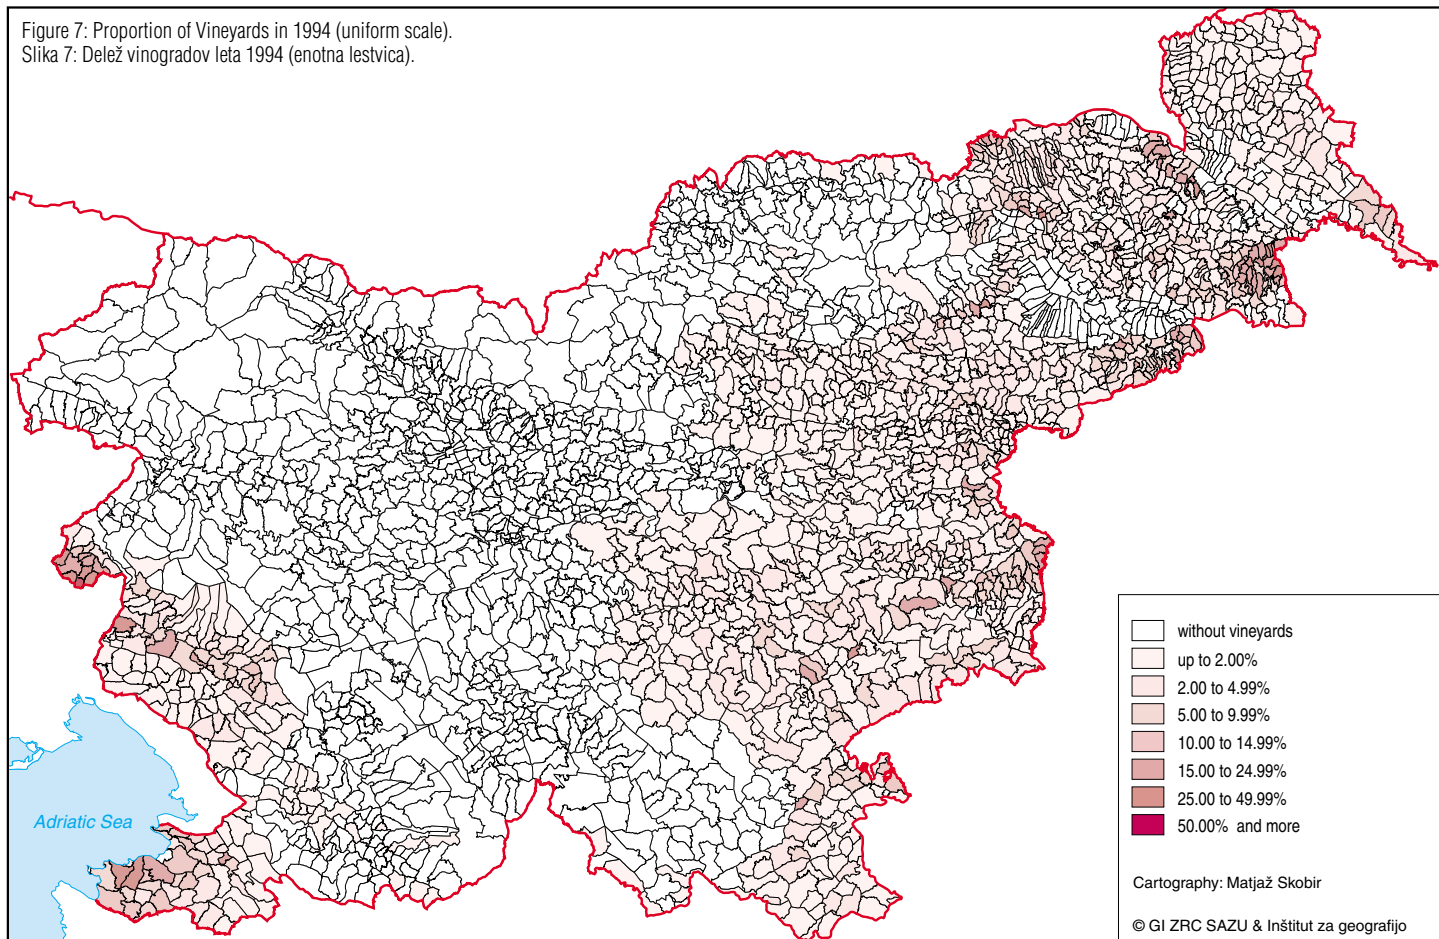 Figure 7: Proportion of Vineyards in 1994 (uniform scale).
Slika 7: Delež vinogradov leta 1994 (enotna lestvica).
Adriatic Sea
without vineyards
up to 2.00%
2.00 to 4.99%
5.00 to 9.99%
10.00 to 14.99%
15.00 to 24.99%
25.00 to 49.99%
50.00% and more
Cartography: Matjaž Skobir
© GI ZRC SAZU & Inštitut za geografijo